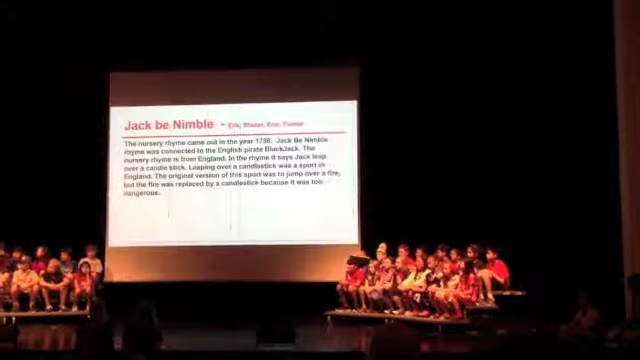 Jack be Nimble -
The nursery rhyme came out in the year 1798. Jack Be Nimble
rhyme was connected to the English pirate BlackJack. The
nursery rhyme is from England. In the rhyme it says Jack leap
over a candle stick. Leaping over a candlestick was a sport in
England. The original version of this sport was to jump over a fire,
but the fire was replaced by a candlestick because it was too
dangerous.